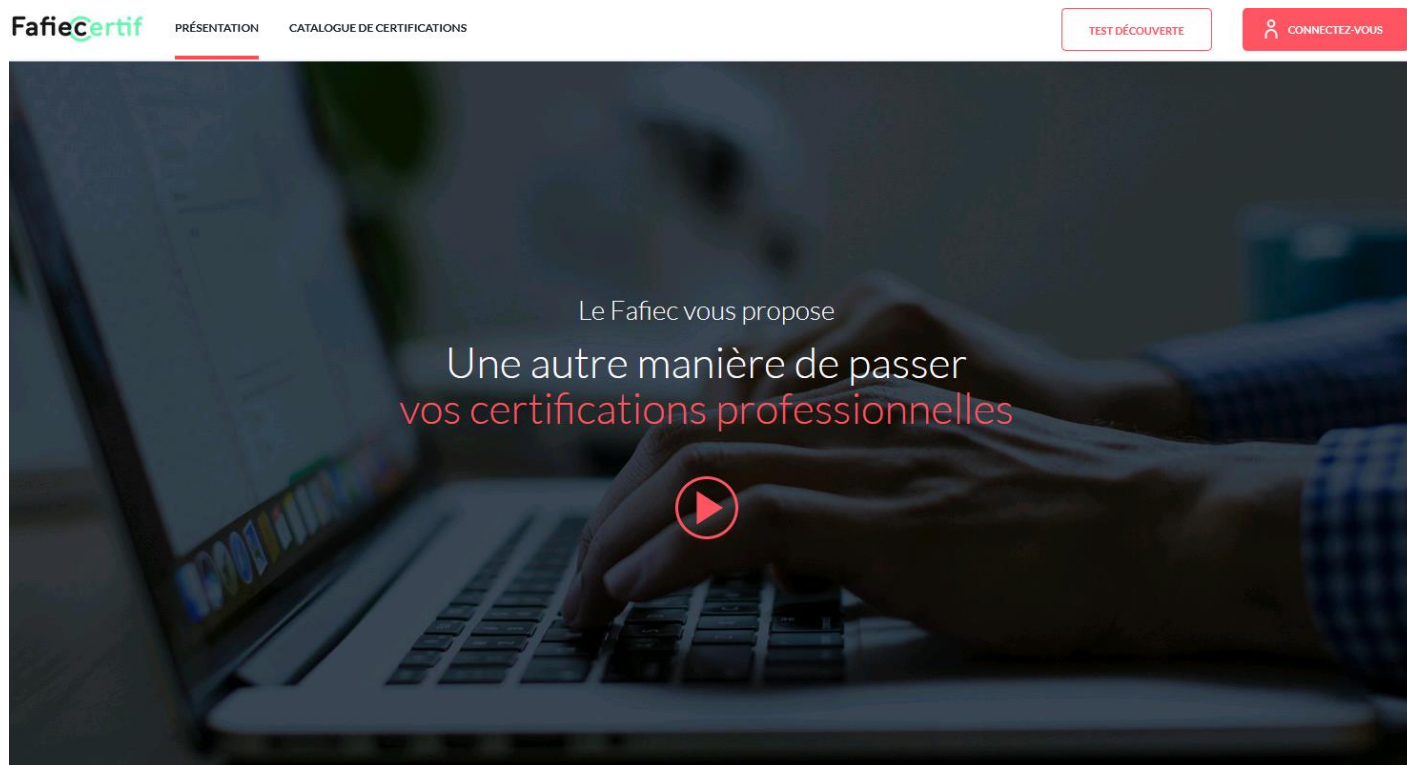 FafieCertif
PRÉSENTATION
CATALOGUE DE CERTIFICATIONS
TEST DÉCOUVERTE
CONNECTEZ-VOUS
Le Fafiec vous propose
Une autre manière de passer
vos certifications professionnelles